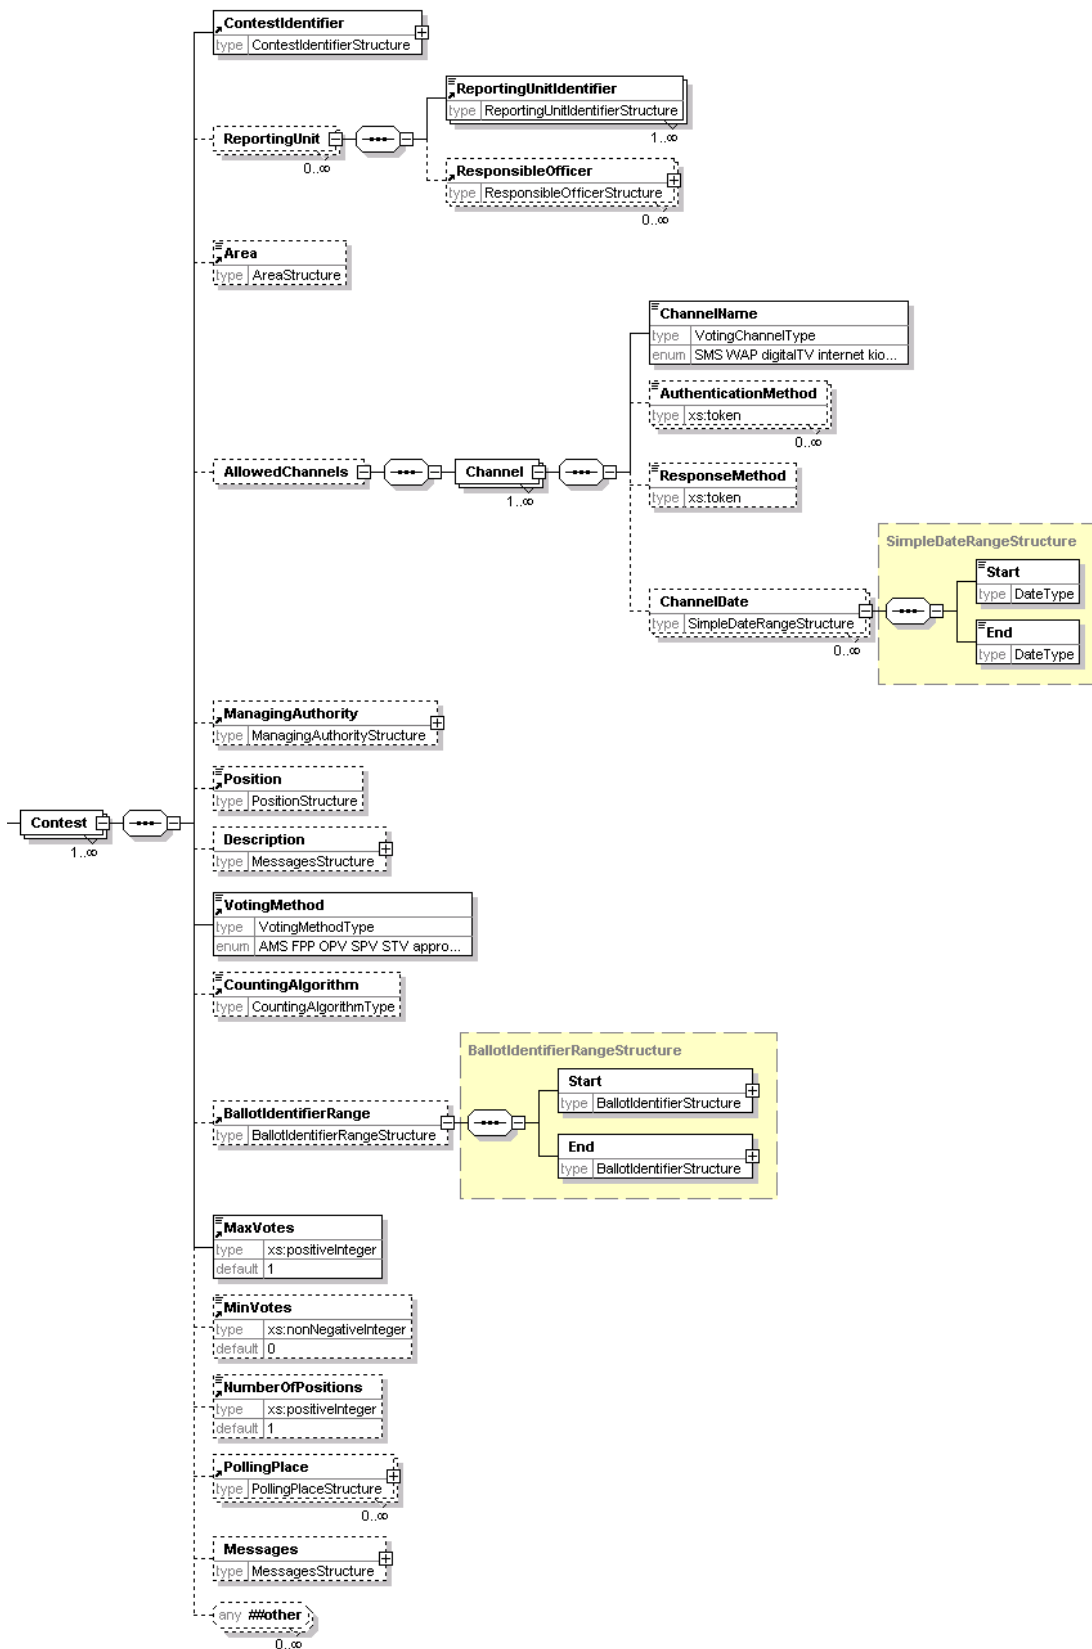 ContestIdentifier
type ContestIdentifierStructure
ReportingUnitIdentifier
type ReportingUnitIdentifierStructure
1..∞
ReportingUnit
0..∞
ResponsibleOfficer
type ResponsibleOfficerStructure
0..∞
Area
type AreaStructure
ChannelName
type VotingChannelType
enum SMS WAP digitalTV internet kio...
AuthenticationMethod
type xs:token
0..∞
AllowedChannels
Channel
1..∞
ResponseMethod
type xs:token
SimpleDateRangeStructure
Start
type DateType
ChannelDate
type SimpleDateRangeStructure
0..∞
End
type DateType
ManagingAuthority
type ManagingAuthorityStructure
Position
type PositionStructure
Contest
1..∞
Description
type MessagesStructure
VotingMethod
type VotingMethodType
enum AMS FPP OPV SPV STV appro...
CountingAlgorithm
type CountingAlgorithmType
BallotIdentifierRangeStructure
Start
type BallotIdentifierStructure
BallotIdentifierRange
type BallotIdentifierRangeStructure
End
type BallotIdentifierStructure
MaxVotes
type xs:positiveInteger
default 1
MinVotes
type xs:nonNegativeInteger
default 0
NumberOfPositions
type xs:positiveInteger
default 1
PollingPlace
type PollingPlaceStructure
0..∞
Messages
type MessagesStructure
any ##other
0..∞